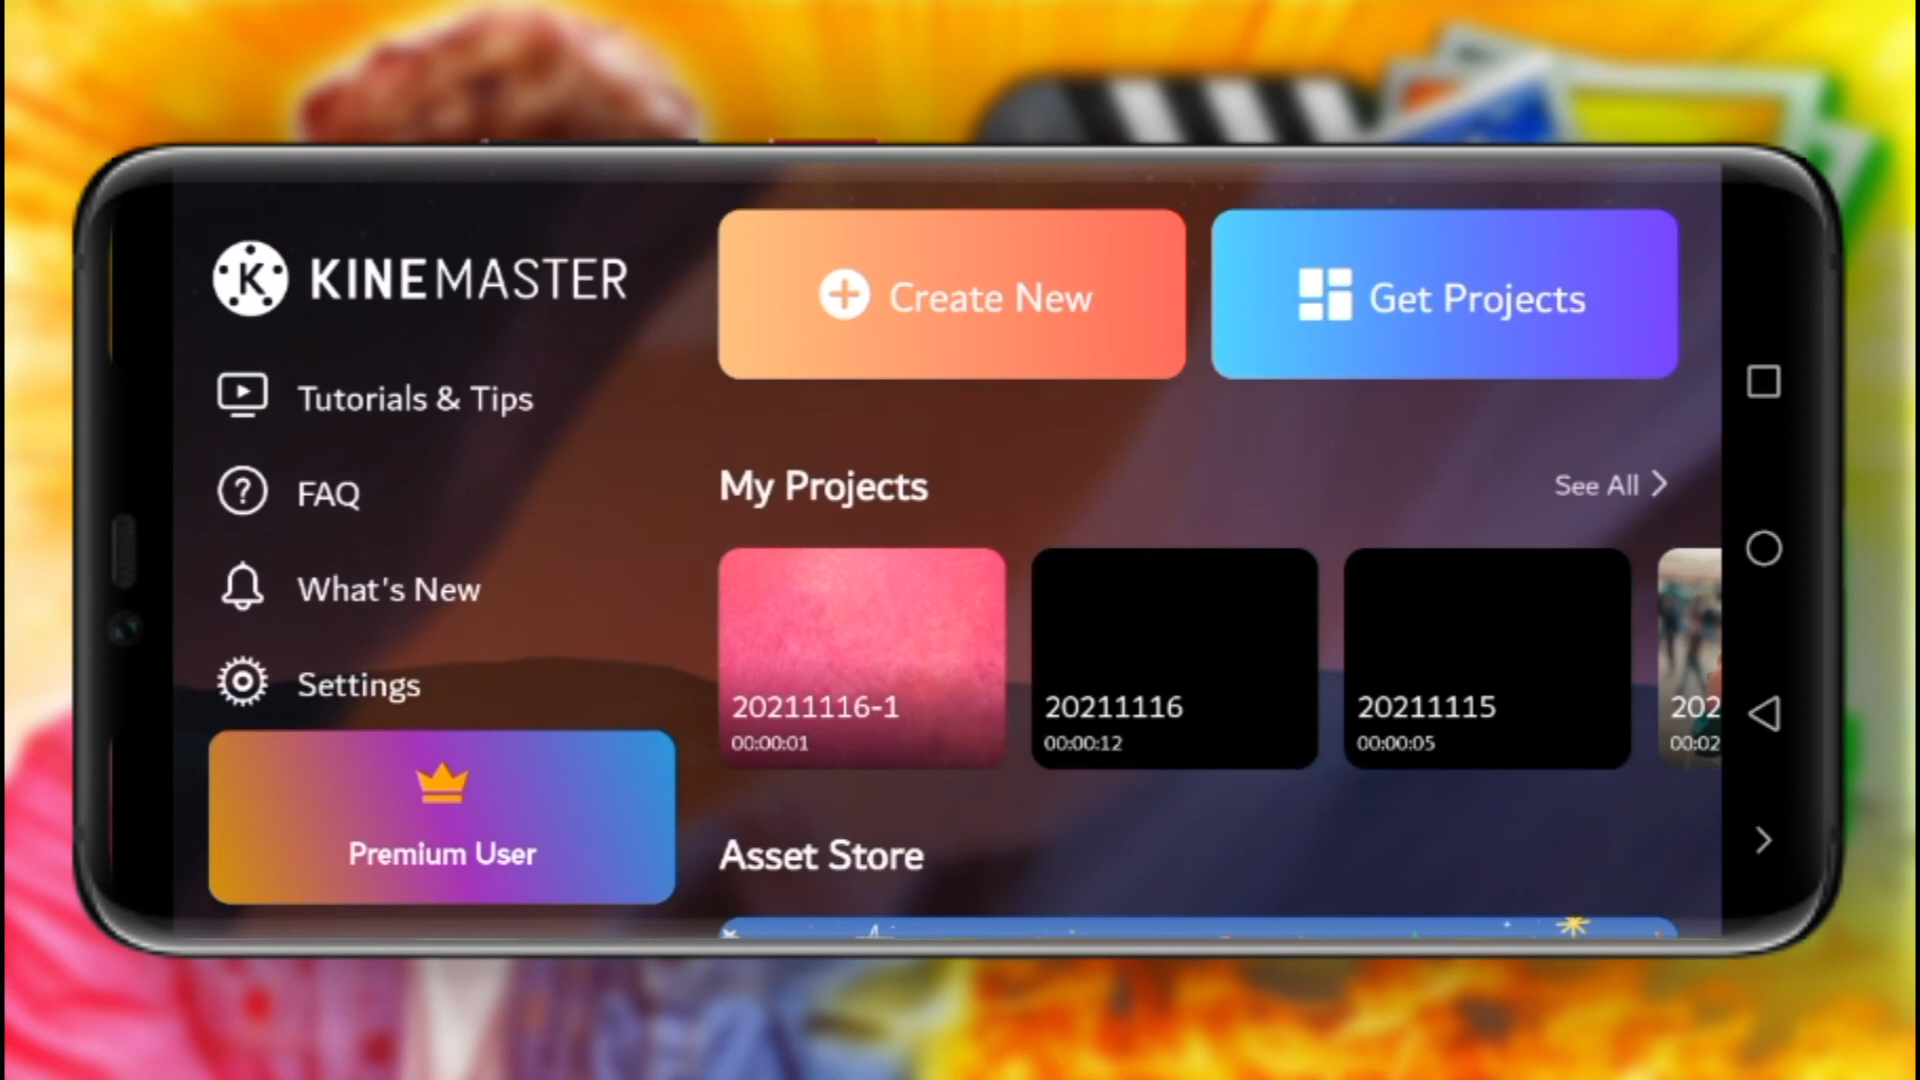 KINEMASTER
Tutorials & Tips
FAQ
What's New
Settings
Premium User
Create New
Get Projects
My Projects
See All
20211116-1
00:00:01
20211116
00:00:12
20211115
00:00:05
202
00:02
Asset Store